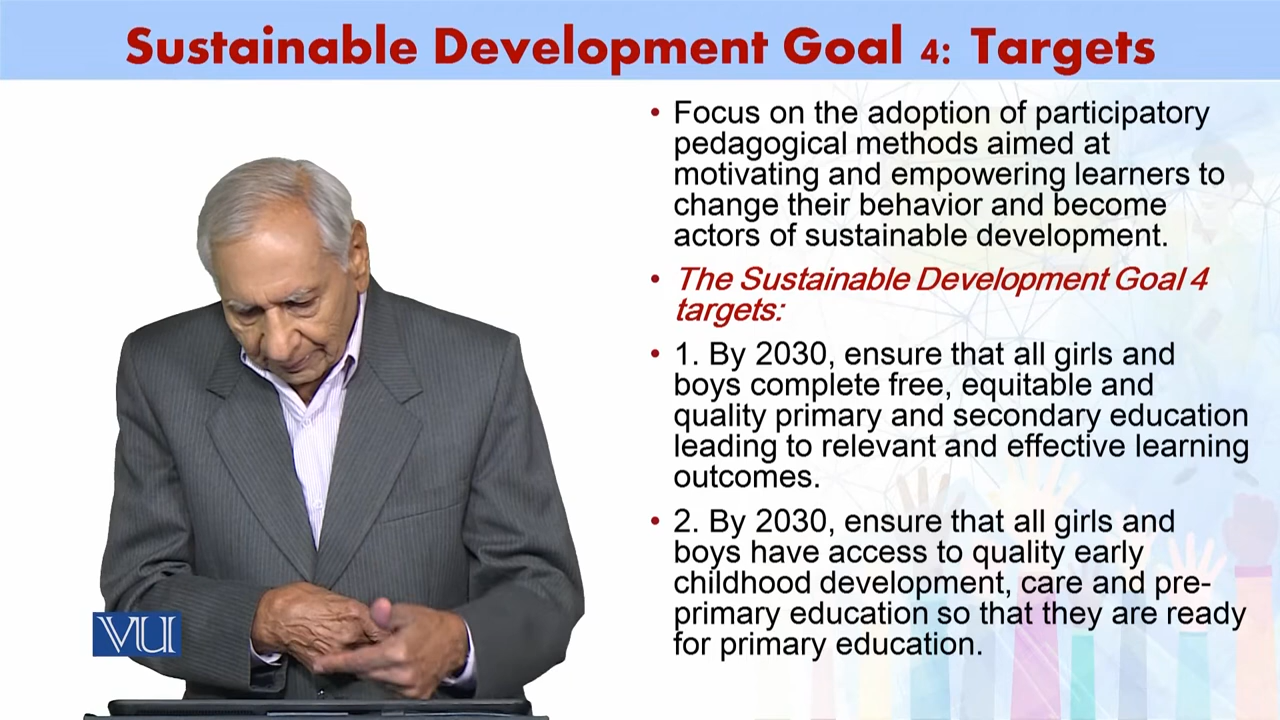 Sustainable Development Goal 4: Targets
• Focus on the adoption of participatory
pedagogical methods aimed at
motivating and empowering learners to
change their behavior and become
actors of sustainable development.
• The Sustainable Development Goal 4
targets:
• 1. By 2030, ensure that all girls and
boys complete free, equitable and
quality primary and secondary education
leading to relevant and effective learning
outcomes.
• 2. By 2030, ensure that all girls and
boys have access to quality early
childhood development, care and pre-
primary education so that they are ready
for primary education.
VU